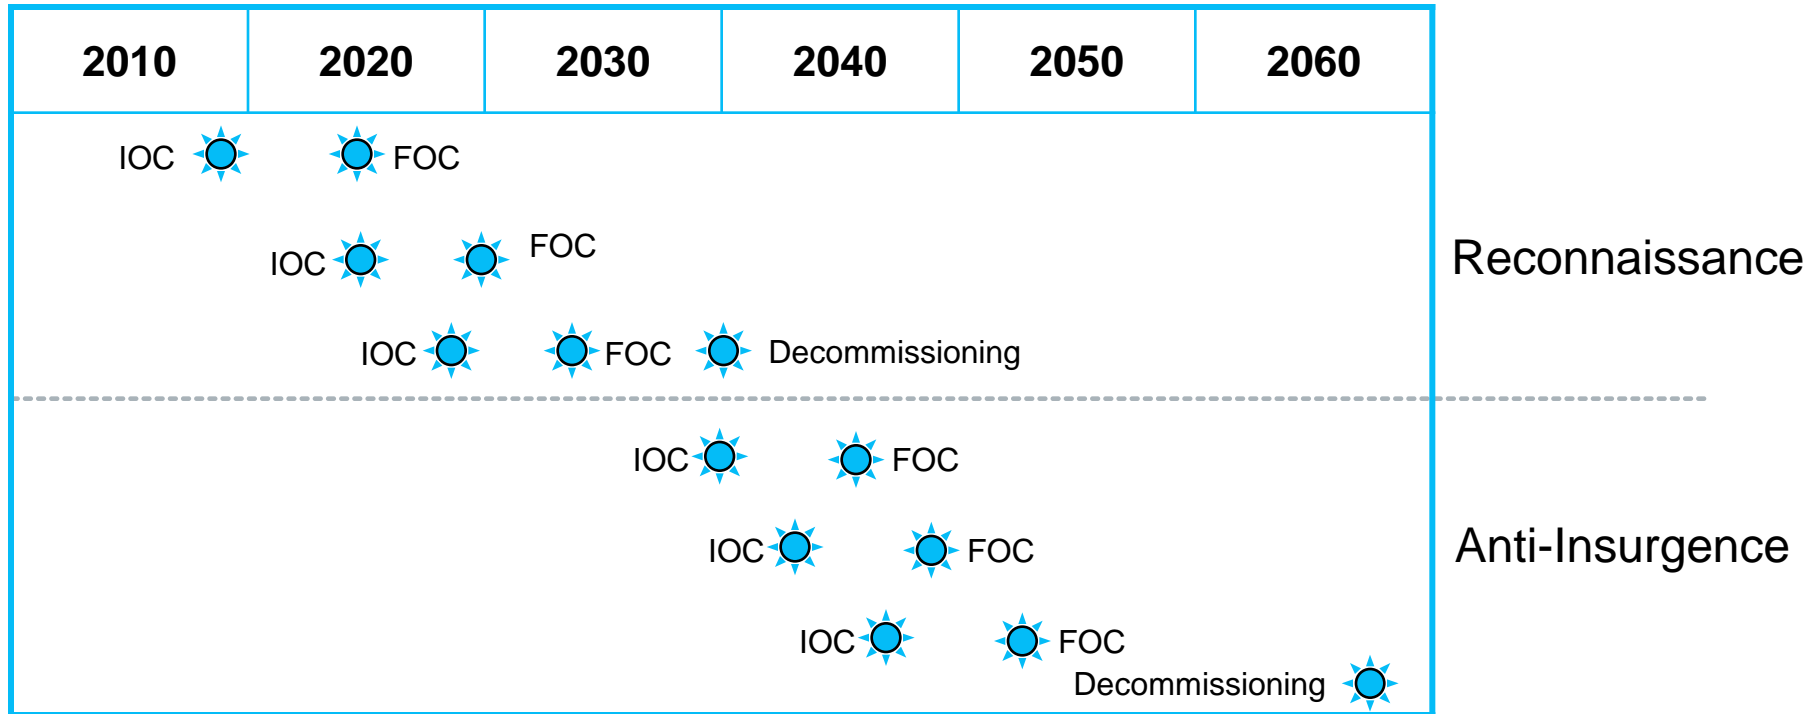 2010 2020 2030 2040 2050 2060
IOC FOC
IOC FOC
Reconnaissance
IOC FOC Decommissioning
IOC FOC
IOC FOC
Anti-Insurgence
IOC FOC
Decommissioning